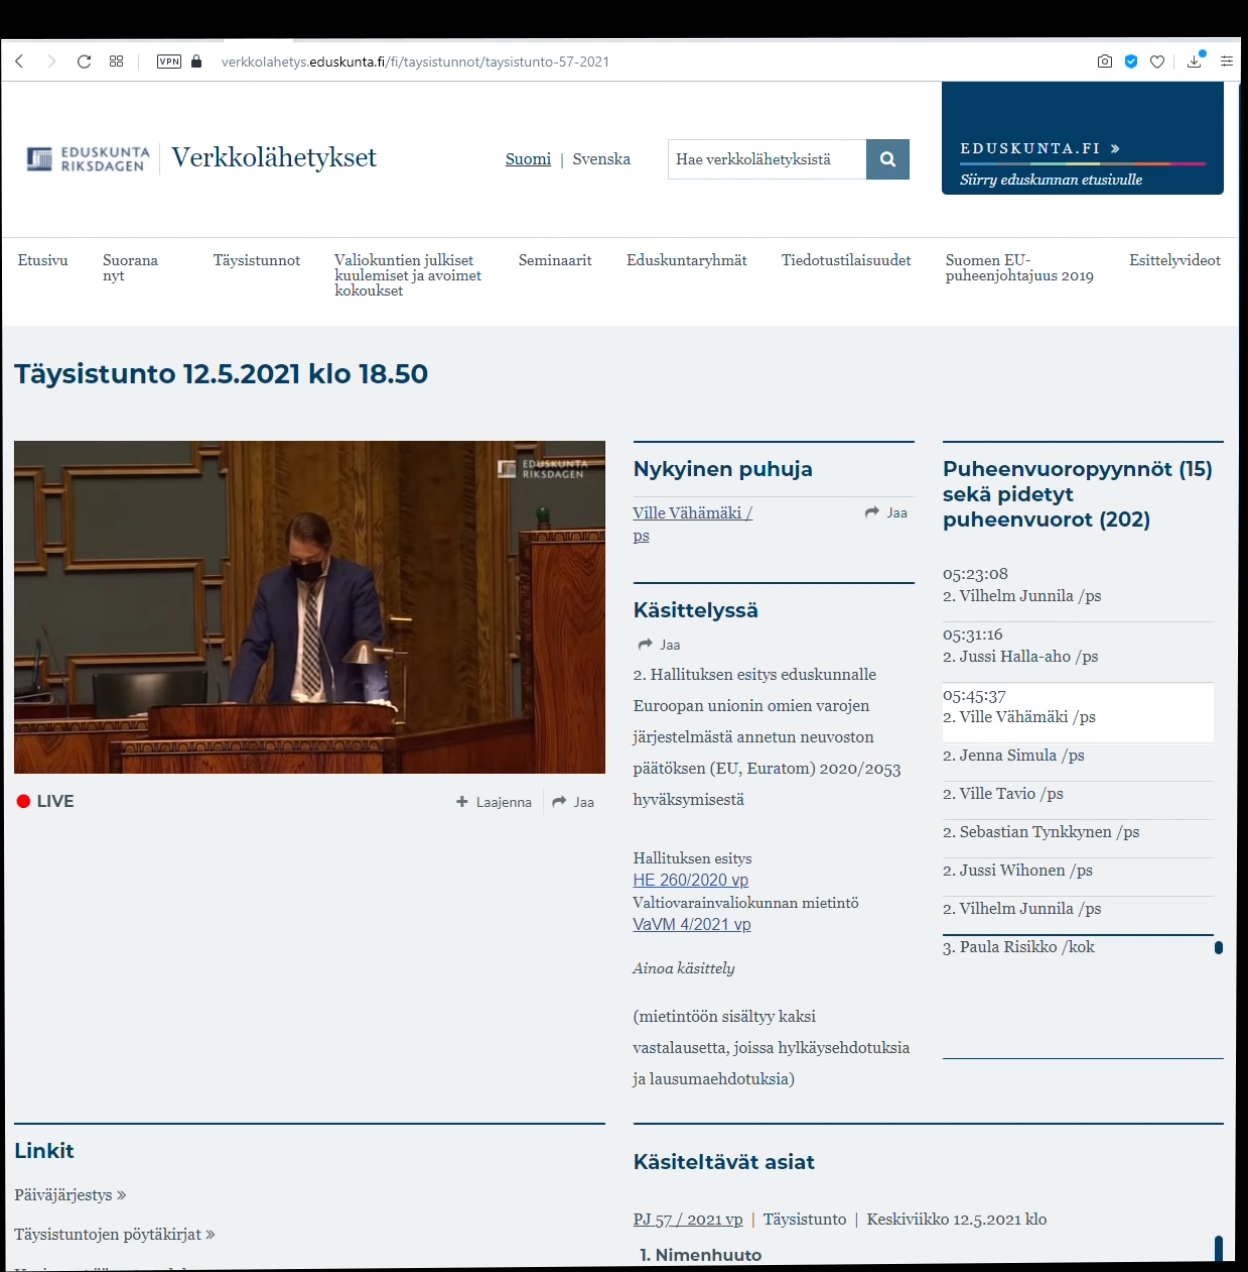 VPN
verkkolahetys.eduskunta.fi/fi/taysistunnot/taysistunto-57-2021
EDUSKUNTA
RIKSDAGEN
Verkkolähetykset
Suomi | Svenska
Hae verkkolähetyksistä
EDUSKUNTA.FI »
Siirry eduskunnan etusivulle
Etusivu
Suorana
nyt
Täysistunnot
Valiokuntien julkiset
kuulemiset ja avoimet
kokoukset
Seminaarit
Eduskuntaryhmät
Tiedotustilaisuudet
Suomen EU-
puheenjohtajuus 2019
Esittelyvideot
Täysistunto 12.5.2021 klo 18.50
EDUSKUNTA
RIKSDAGEN
LIVE
+ Laajenna
Jaa
Nykyinen puhuja
Ville Vähämäki /
ps
Jaa
Käsittelyssä
Jaa
2. Hallituksen esitys eduskunnalle
Euroopan unionin omien varojen
järjestelmästä annetun neuvoston
päätöksen (EU, Euratom) 2020/2053
hyväksymisestä
Hallituksen esitys
HE 260/2020 vp
Valtiovarainvaliokunnan mietintö
VaVM 4/2021 vp
Ainoa käsittely
(mietintöön sisältyy kaksi
vastalausetta, joissa hylkäysehdotuksia
ja lausumaehdotuksia)
Puheenvuoropyynnöt (15)
sekä pidetyt
puheenvuorot (202)
05:23:08
2. Vilhelm Junnila /ps
05:31:16
2. Jussi Halla-aho /ps
05:45:37
2. Ville Vähämäki /ps
2. Jenna Simula /ps
2. Ville Tavio /ps
2. Sebastian Tynkkynen /ps
2. Jussi Wihonen /ps
2. Vilhelm Junnila /ps
3. Paula Risikko /kok
Linkit
Päiväjärjestys »
Täysistuntojen pöytäkirjat »
Käsiteltävät asiat
PJ 57 / 2021 vp | Täysistunto | Keskiviikko 12.5.2021 klo
1. Nimenhuuto